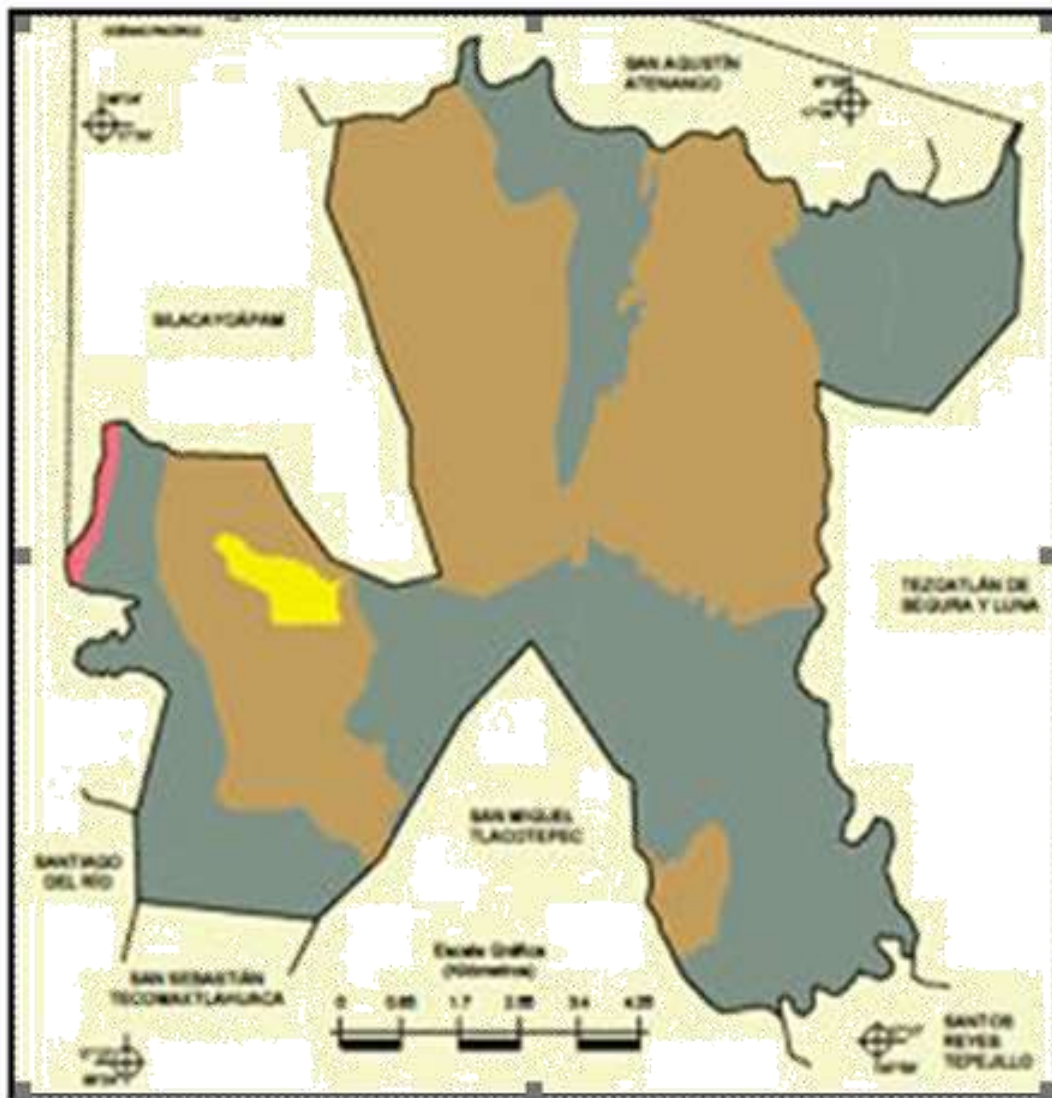 SAN AGUSTÍN
ATENANGO
SILACAYOÁPAM
TEZOATLÁN DE
SEGURA Y LUNA
SAN MIGUEL
TLACOTEPEC
SANTIAGO
DEL RÍO
SAN SEBASTIÁN
TECOMAXTLAHUACA
Escala Gráfica
(Kilómetros)
0 0.85 1.7 2.55 3.4 4.25
SANTOS
REYES
TEPEJILLO